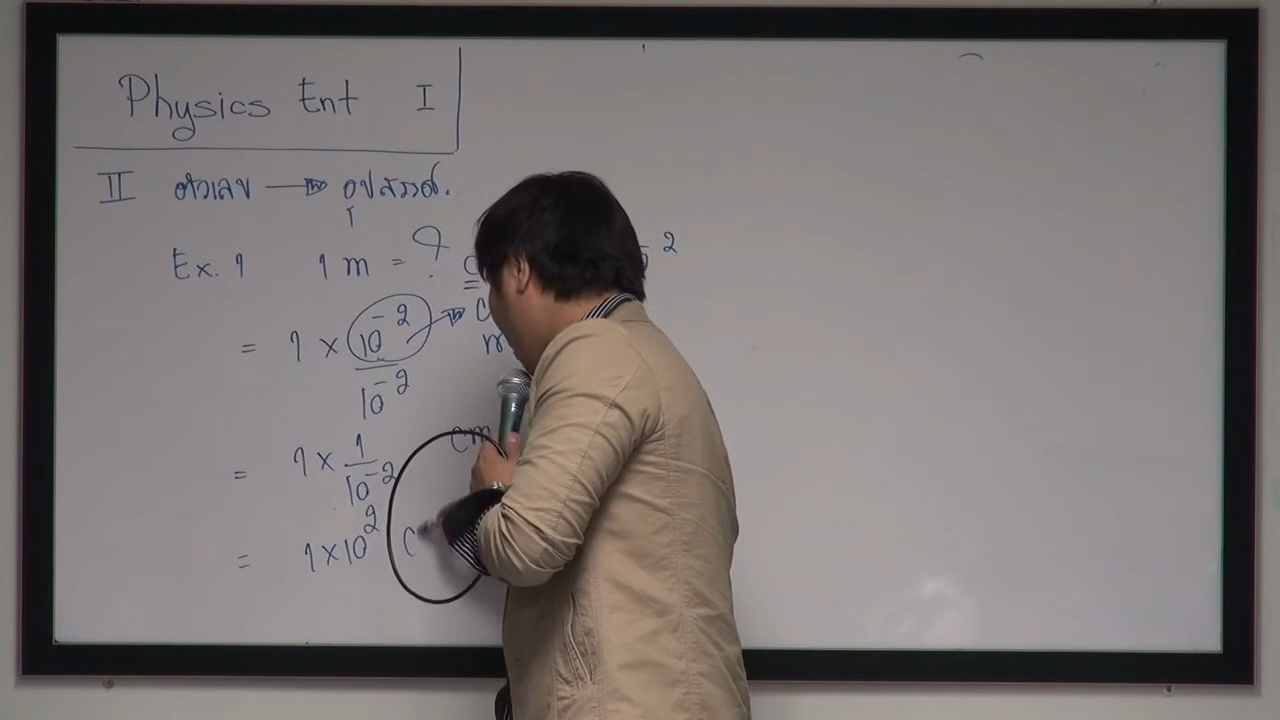 Physics Ent I
II ตัวเลข → อุปสรรค.
Ex. 1 1 m = ? c -2
= 1 × 10⁻² / 10⁻² → c
m
= 1 × 1 / 10⁻² cm
= 1 × 10² c